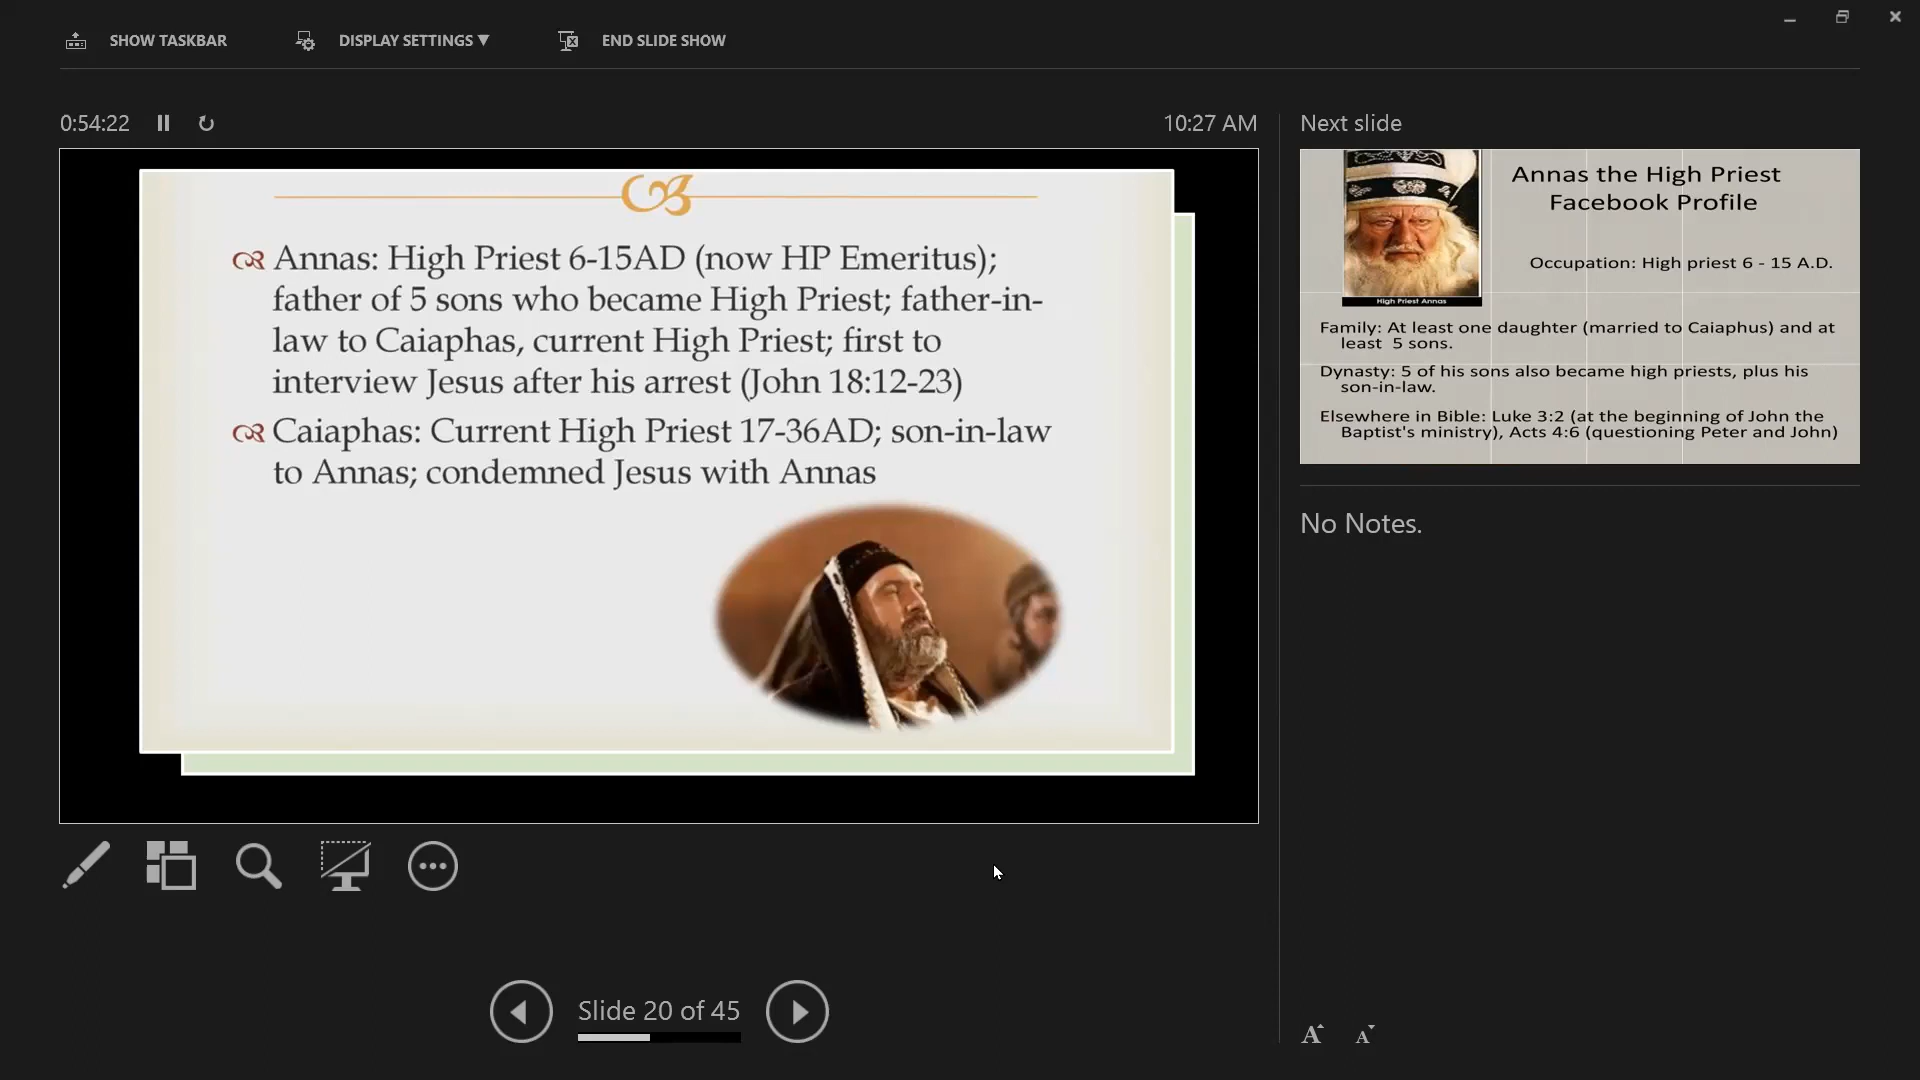 SHOW TASKBAR
DISPLAY SETTINGS ▼
END SLIDE SHOW
0:54:22
10:27 AM
Annas: High Priest 6-15AD (now HP Emeritus);
father of 5 sons who became High Priest; father-in-
law to Caiaphas, current High Priest; first to
interview Jesus after his arrest (John 18:12-23)
Caiaphas: Current High Priest 17-36AD; son-in-law
to Annas; condemned Jesus with Annas
Slide 20 of 45
Next slide
Annas the High Priest
Facebook Profile
Occupation: High priest 6 - 15 A.D.
High Priest Annas
Family: At least one daughter (married to Caiaphus) and at
least 5 sons.
Dynasty: 5 of his sons also became high priests, plus his
son-in-law.
Elsewhere in Bible: Luke 3:2 (at the beginning of John the
Baptist's ministry), Acts 4:6 (questioning Peter and John)
No Notes.
A A